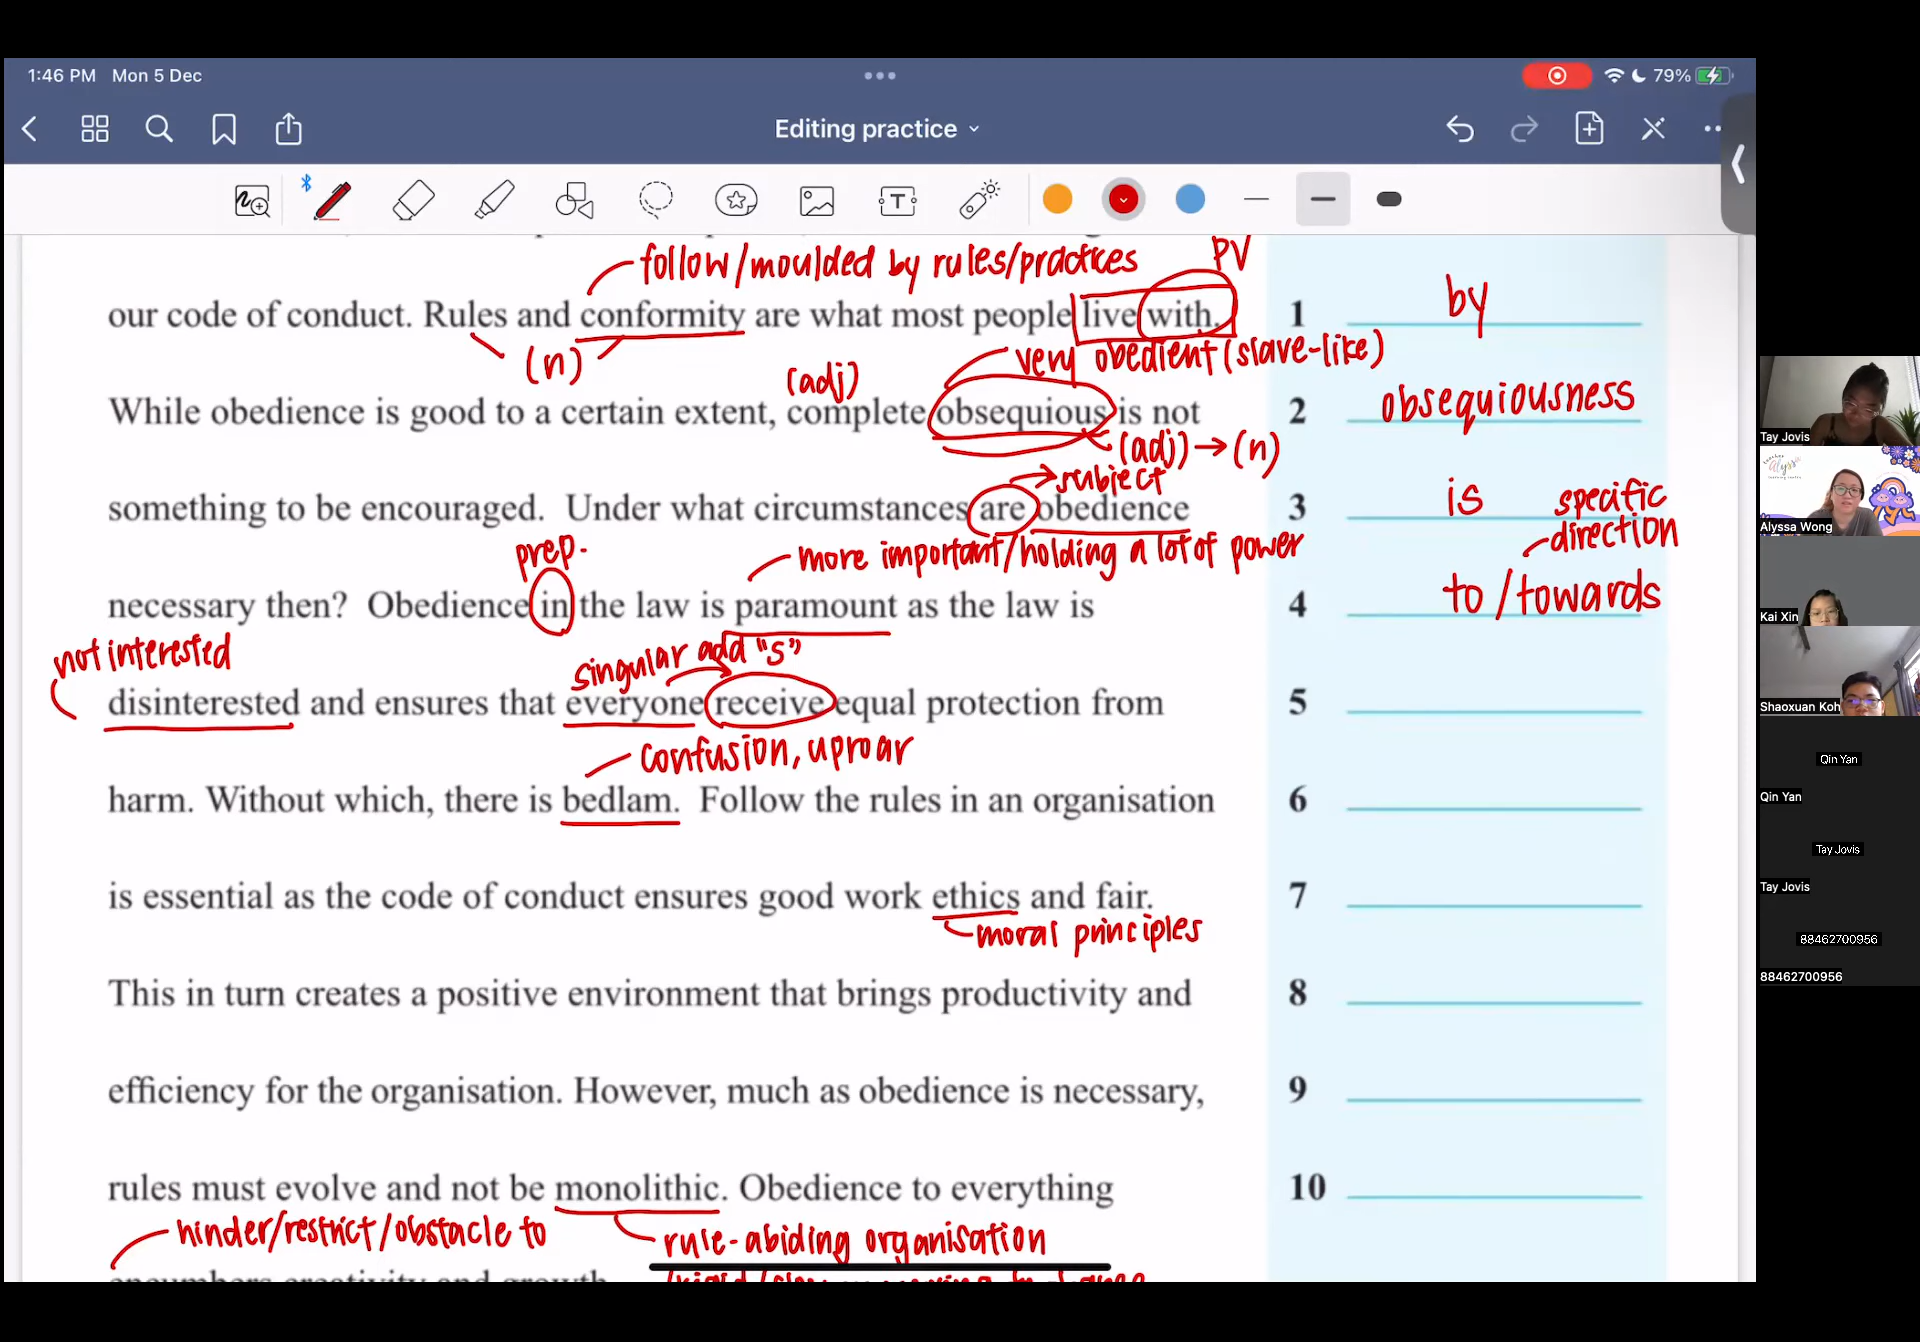 1:46 PM Mon 5 Dec
79%
Editing practice
T
follow/moulded by rules/practices
PV
our code of conduct. Rules and conformity are what most people live with.
1 by
(n)
very obedient (slave-like)
(adj)
While obedience is good to a certain extent, complete obsequious is not
2 obsequiousness
(adj) → (n)
subject
something to be encouraged. Under what circumstances are obedience
3 is
specific
direction
prep.
more important/holding a lot of power
necessary then? Obedience in the law is paramount as the law is
4 to/towards
not interested
singular add "s"
disinterested and ensures that everyone receive equal protection from
5
confusion, uproar
harm. Without which, there is bedlam. Follow the rules in an organisation
6
is essential as the code of conduct ensures good work ethics and fair.
7
moral principles
This in turn creates a positive environment that brings productivity and
8
efficiency for the organisation. However, much as obedience is necessary,
9
rules must evolve and not be monolithic. Obedience to everything
10
hinder/restrict/obstacle to
rule-abiding organisation
encumbers creativity and growth
Tay Jovis
Alyssa Wong
Kai Xin
Shaoxuan Koh
Qin Yan
Qin Yan
Tay Jovis
Tay Jovis
88462700956
88462700956